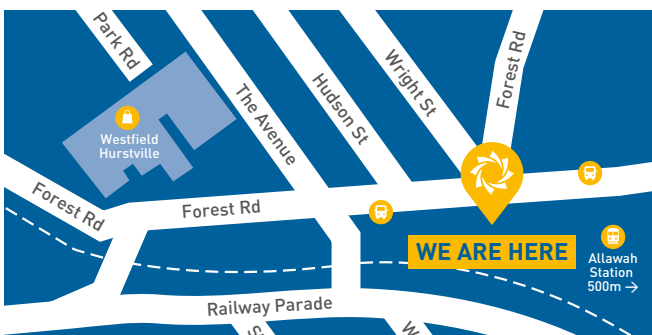 Park Rd
The Avenue
Hudson St
Wright St
Forest Rd
Westfield
Hurstville
Forest Rd
Forest Rd
WE ARE HERE
Allawah
Station
500m →
Railway Parade